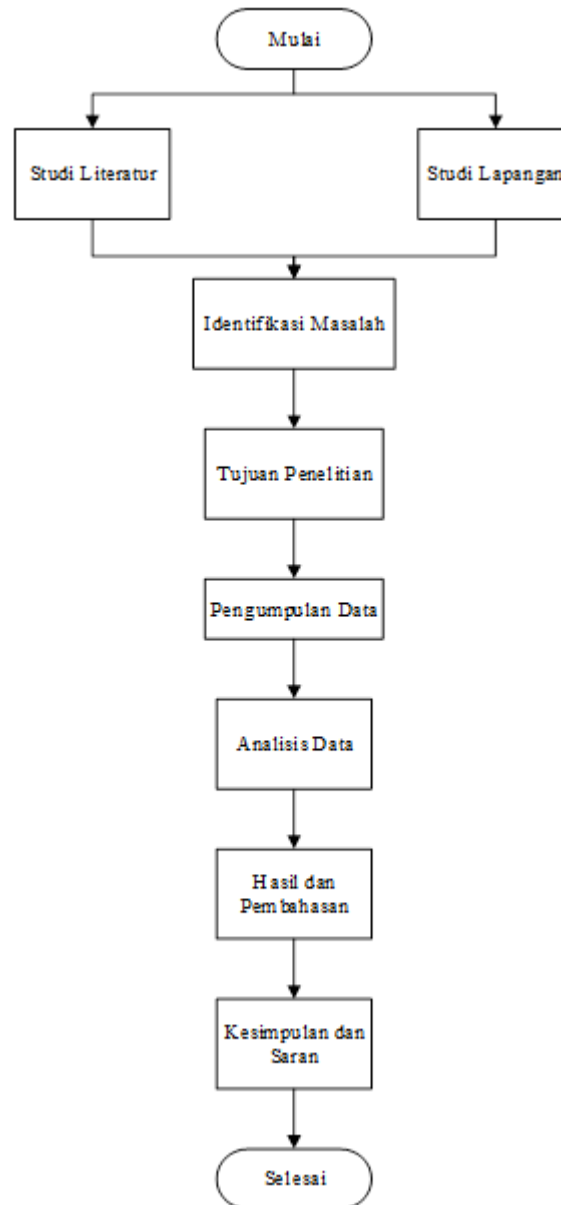 Mulai
Studi Literatur
Studi Lapangan
Identifikasi Masalah
Tujuan Penelitian
Pengumpulan Data
Analisis Data
Hasil dan
Pembahasan
Kesimpulan dan
Saran
Selesai